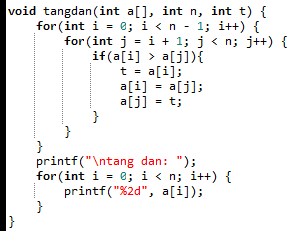 void tangdan(int a[], int n, int t) {
for(int i = 0; i < n - 1; i++) {
for(int j = i + 1; j < n; j++) {
if(a[i] > a[j]){
t = a[i];
a[i] = a[j];
a[j] = t;
}
}
}
printf("\ntang dan: ");
for(int i = 0; i < n; i++) {
printf("%2d", a[i]);
}
}